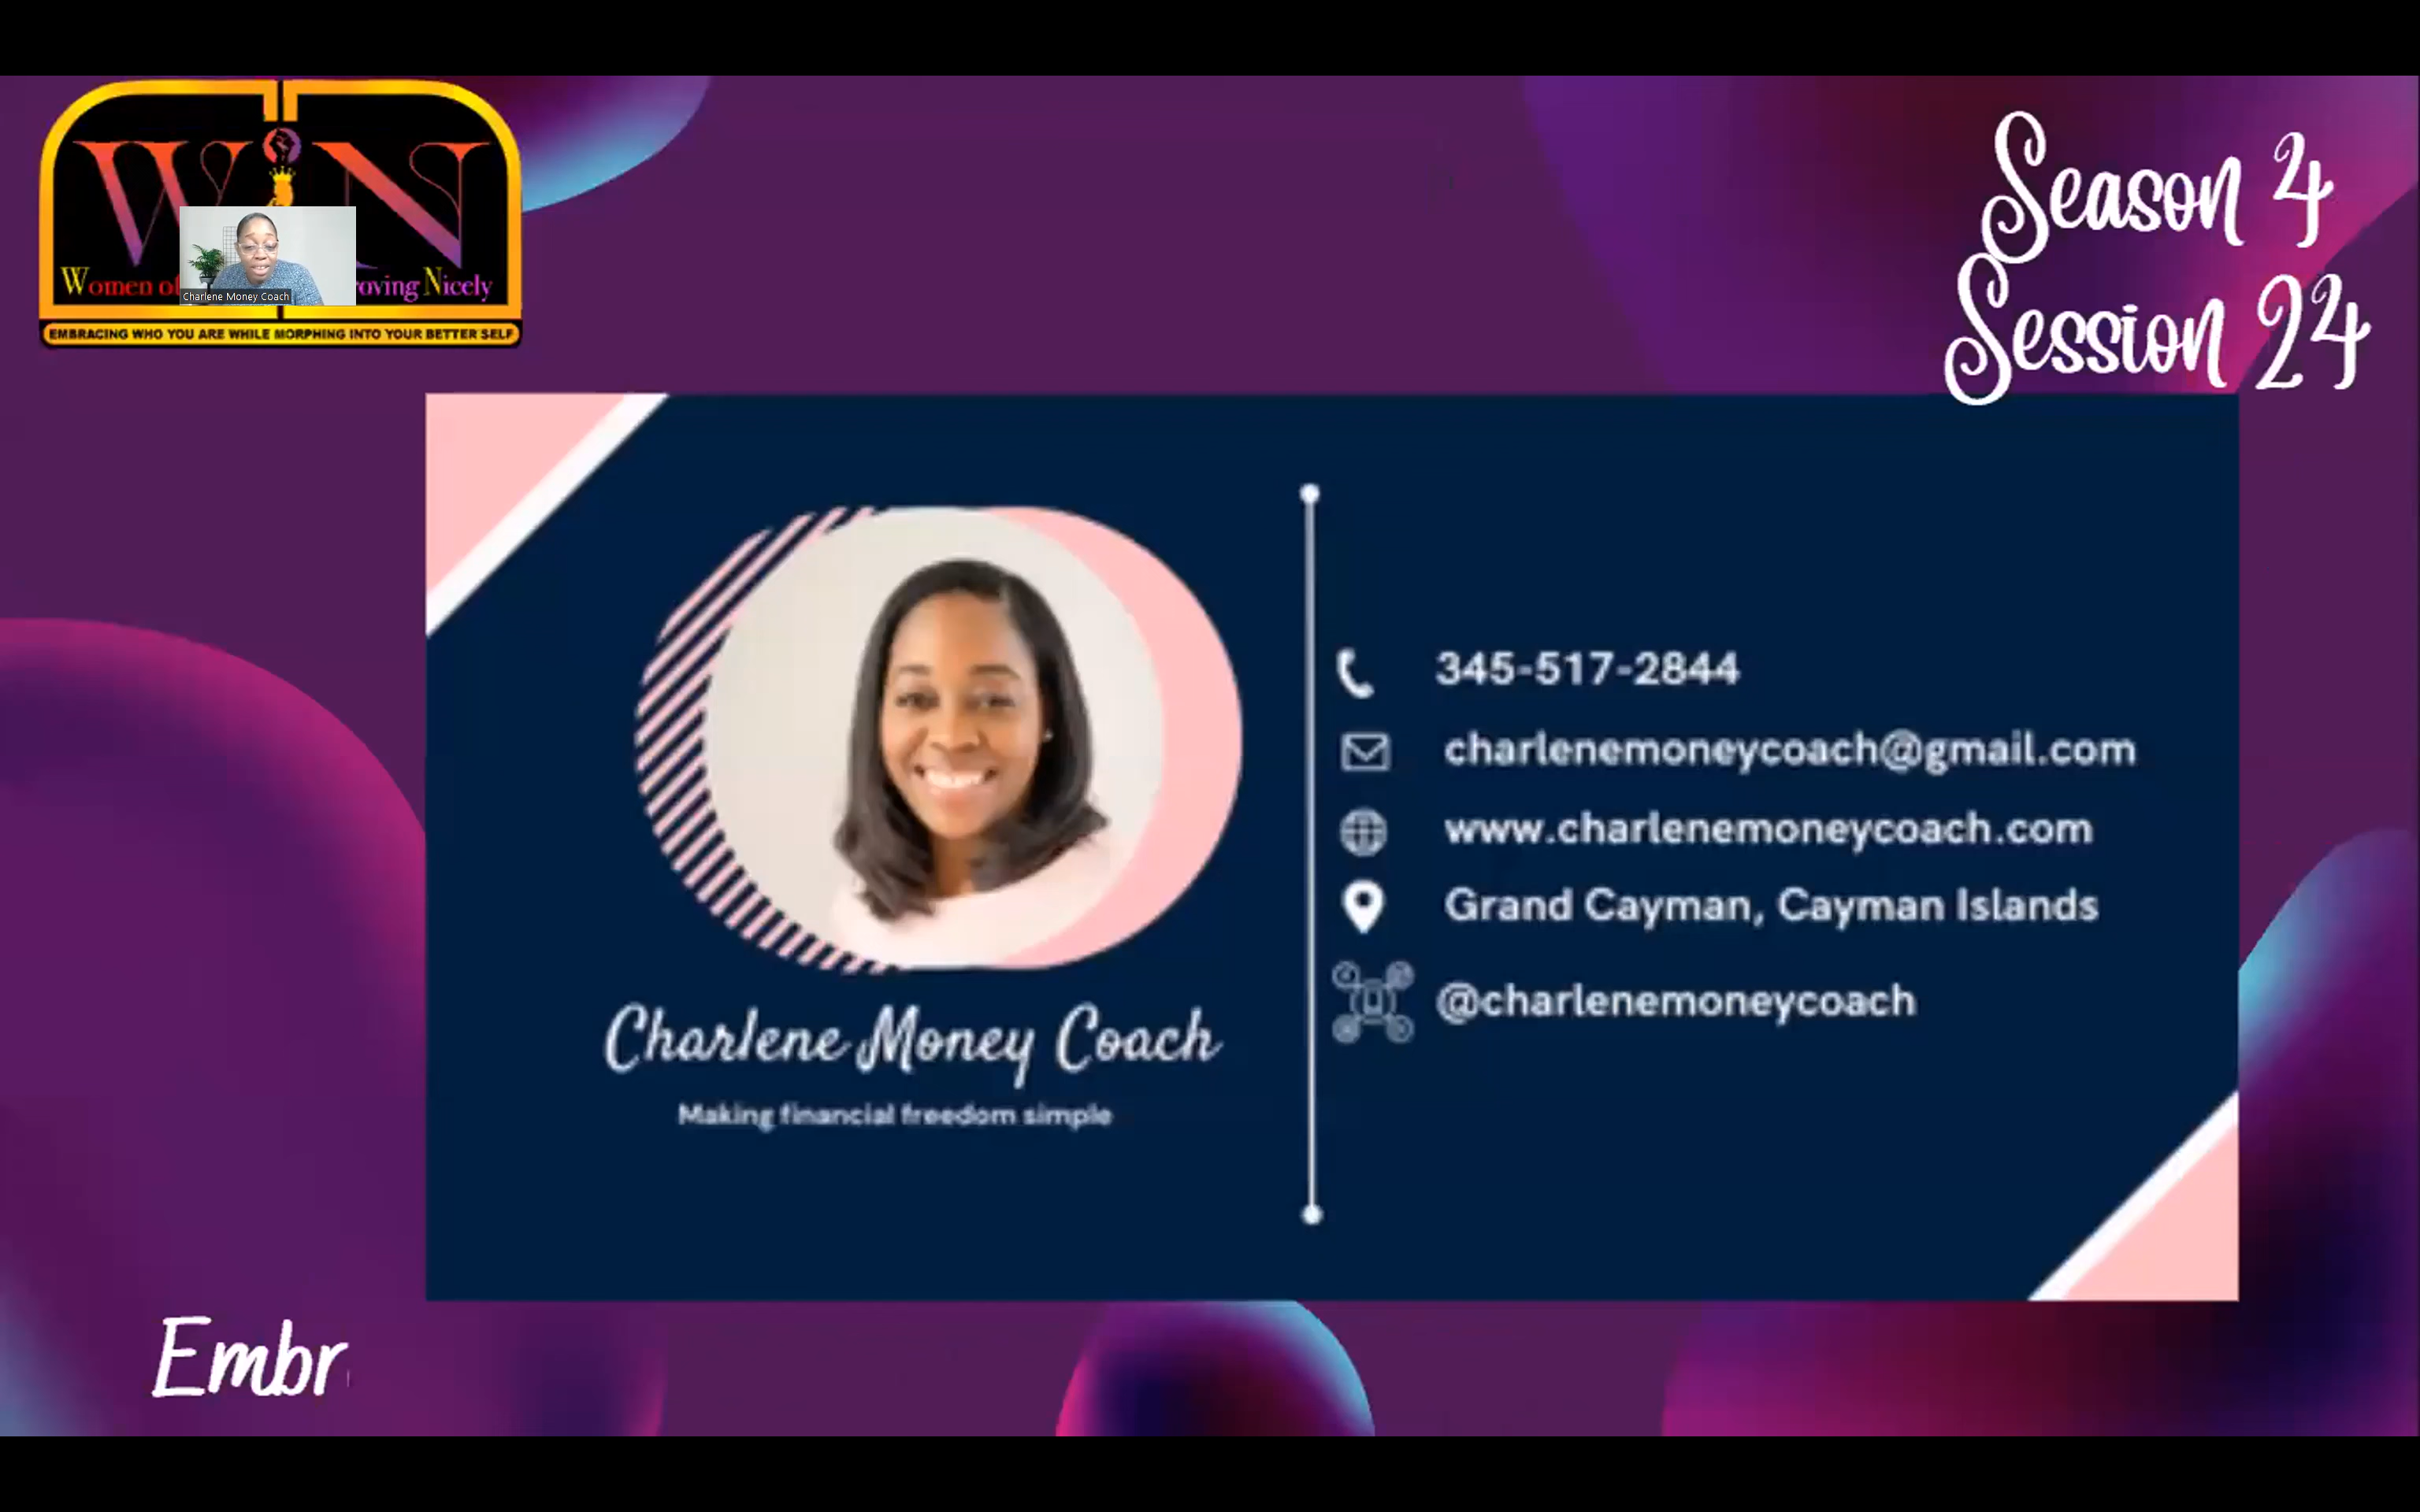 WiN
Women of
oving Nicely
Charlene Money Coach
EMBRACING WHO YOU ARE WHILE MORPHING INTO YOUR BETTER SELF
Season 4
Session 24
345-517-2844
charlenemoneycoach@gmail.com
www.charlenemoneycoach.com
Grand Cayman, Cayman Islands
@charlenemoneycoach
Charlene Money Coach
Making financial freedom simple
Embr